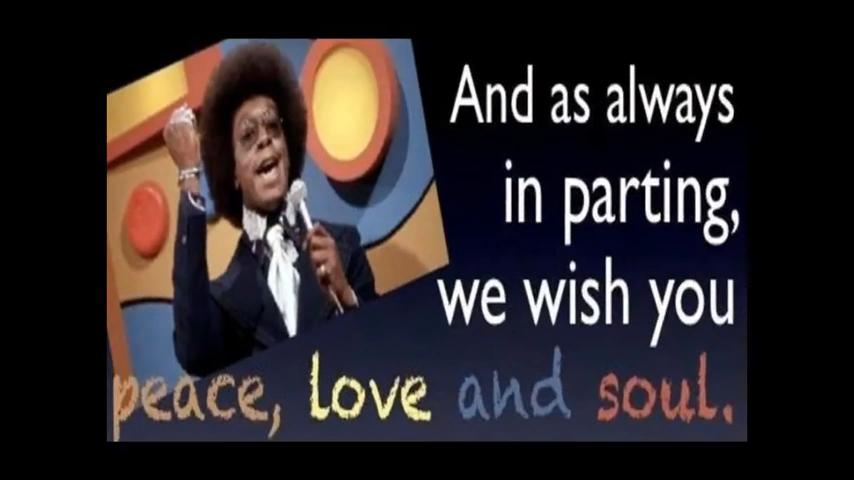 And as always
in parting,
we wish you
peace, love and soul.